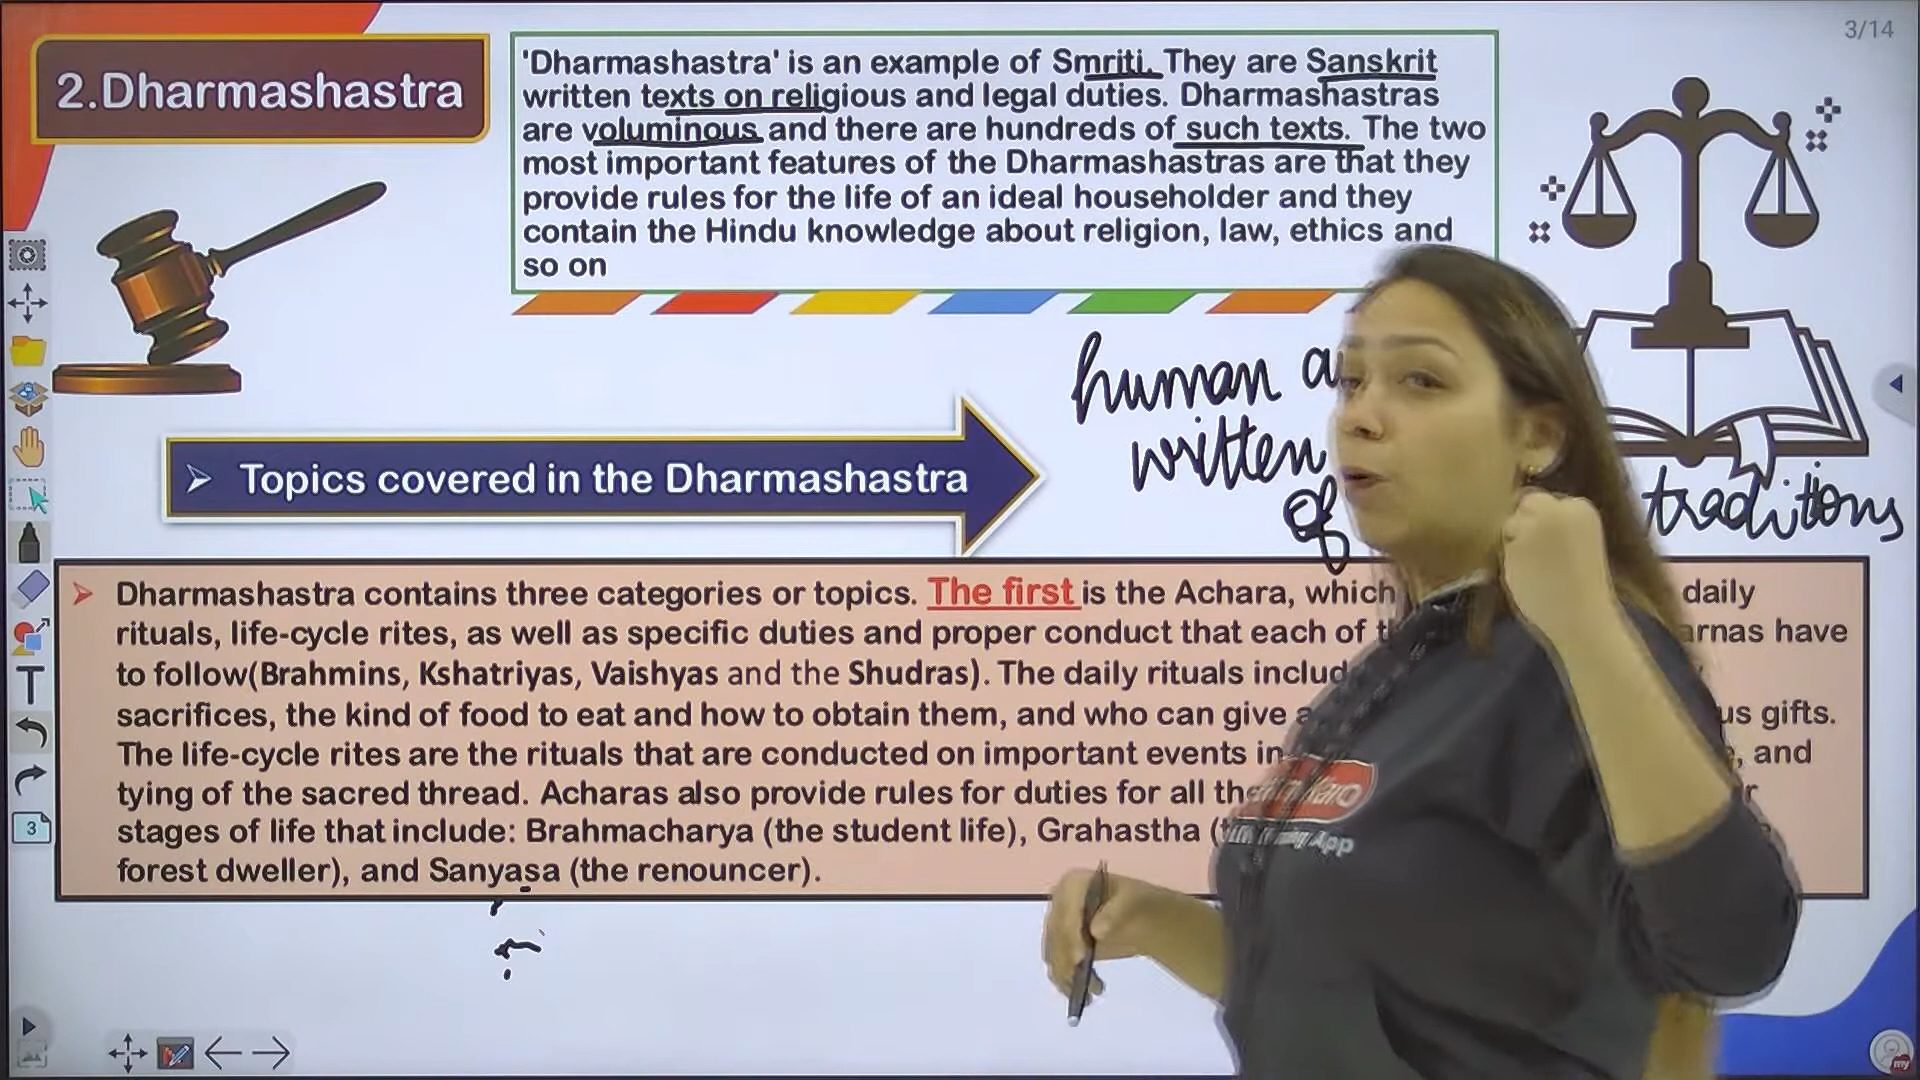 3/14
2.Dharmashastra
'Dharmashastra' is an example of Smriti. They are Sanskrit
written texts on religious and legal duties. Dharmashastras
are voluminous and there are hundreds of such texts. The two
most important features of the Dharmashastras are that they
provide rules for the life of an ideal householder and they
contain the Hindu knowledge about religion, law, ethics and
so on
human
written
of traditions
➢ Topics covered in the Dharmashastra
➢ Dharmashastra contains three categories or topics. The first is the Achara, which daily
rituals, life-cycle rites, as well as specific duties and proper conduct that each of have
to follow(Brahmins, Kshatriyas, Vaishyas and the Shudras). The daily rituals
sacrifices, the kind of food to eat and how to obtain them, and who can give gifts.
The life-cycle rites are the rituals that are conducted on important events in and
tying of the sacred thread. Acharas also provide rules for duties for all
stages of life that include: Brahmacharya (the student life), Grahastha
forest dweller), and Sanyasa (the renouncer).
App
3
my